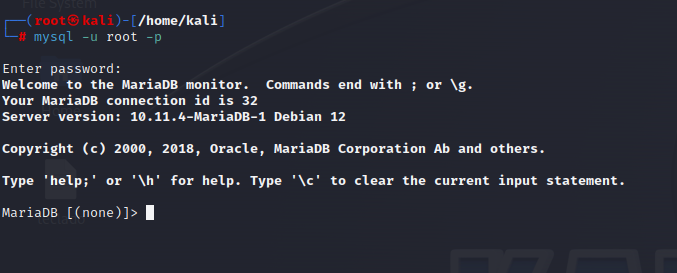 File System
┌──(root㉿kali)-[/home/kali]
└─# mysql -u root -p
Enter password:
Welcome to the MariaDB monitor.  Commands end with ; or \g.
Your MariaDB connection id is 32
Server version: 10.11.4-MariaDB-1 Debian 12
Copyright (c) 2000, 2018, Oracle, MariaDB Corporation Ab and others.
Type 'help;' or '\h' for help. Type '\c' to clear the current input statement.
MariaDB [(none)]>